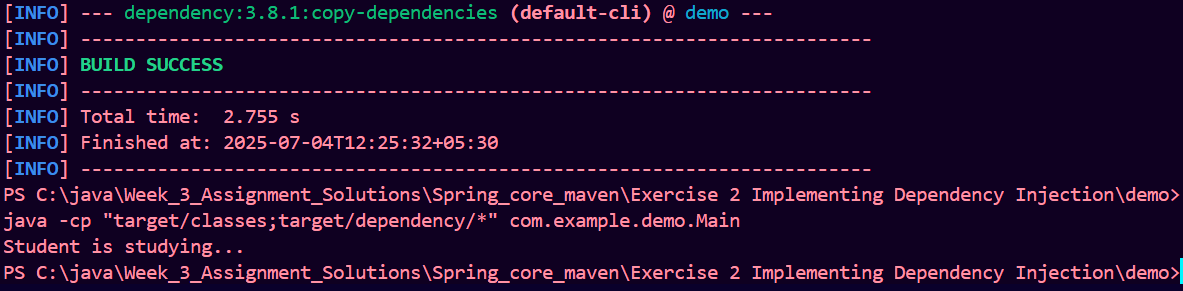 [INFO] --- dependency:3.8.1:copy-dependencies (default-cli) @ demo ---
[INFO] ------------------------------------------------------------------------
[INFO] BUILD SUCCESS
[INFO] ------------------------------------------------------------------------
[INFO] Total time:  2.755 s
[INFO] Finished at: 2025-07-04T12:25:32+05:30
[INFO] ------------------------------------------------------------------------
PS C:\java\Week_3_Assignment_Solutions\Spring_core_maven\Exercise 2 Implementing Dependency Injection\demo>
java -cp "target/classes;target/dependency/*" com.example.demo.Main
Student is studying...
PS C:\java\Week_3_Assignment_Solutions\Spring_core_maven\Exercise 2 Implementing Dependency Injection\demo>